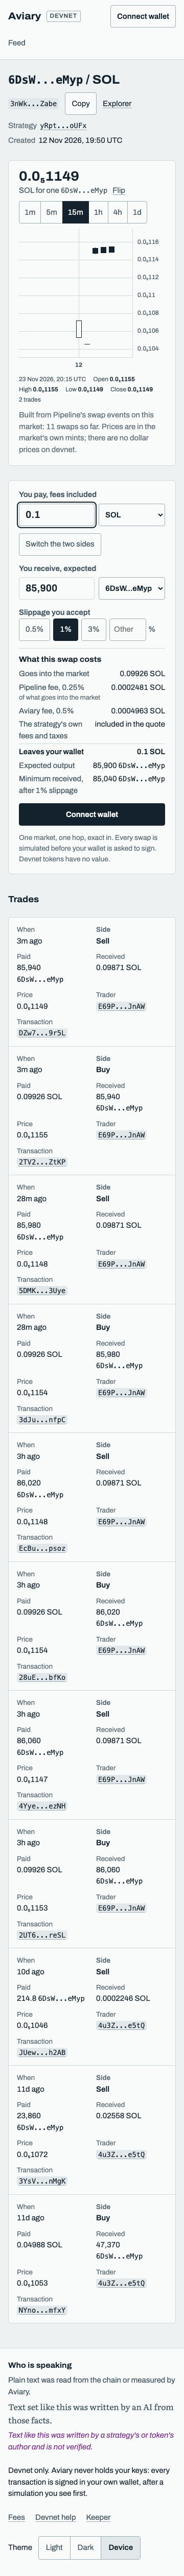 Aviary DEVNET Connect wallet
Feed
6DsW...eMyp / SOL
3nWk...Zabe Copy Explorer
Strategy yRpt...oUFx
Created 12 Nov 2026, 19:50 UTC
0.0₅1149
SOL for one 6DsW...eMyp Flip
1m 5m 15m 1h 4h 1d
0.0₅116
0.0₅114
0.0₅112
0.0₅11
0.0₅108
0.0₅106
0.0₅104
12
23 Nov 2026, 20:15 UTC Open 0.0₅1155
High 0.0₅1155 Low 0.0₅1149 Close 0.0₅1149
2 trades
Built from Pipeline's swap events on this
market: 11 swaps so far. Prices are in the
market's own mints; there are no dollar
prices on devnet.
You pay, fees included
0.1 SOL
Switch the two sides
You receive, expected
85,900 6DsW...eMyp
Slippage you accept
0.5% 1% 3% Other %
What this swap costs
Goes into the market 0.09926 SOL
Pipeline fee, 0.25% 0.0002481 SOL
of what goes into the market
Aviary fee, 0.5% 0.0004963 SOL
The strategy's own included in the quote
fees and taxes
Leaves your wallet 0.1 SOL
Expected output 85,900 6DsW...eMyp
Minimum received, 85,040 6DsW...eMyp
after 1% slippage
Connect wallet
One market, one hop, exact in. Every swap is
simulated before your wallet is asked to sign.
Devnet tokens have no value.
Trades
When Side
3m ago Sell
Paid Received
85,940 0.09871 SOL
6DsW...eMyp
Price Trader
0.0₅1149 E69P...JnAW
Transaction
DZw7...9r5L
When Side
3m ago Buy
Paid Received
0.09926 SOL 85,940
6DsW...eMyp
Price Trader
0.0₅1155 E69P...JnAW
Transaction
2TV2...ZtKP
When Side
28m ago Sell
Paid Received
85,980 0.09871 SOL
6DsW...eMyp
Price Trader
0.0₅1148 E69P...JnAW
Transaction
5DMK...3Uye
When Side
28m ago Buy
Paid Received
0.09926 SOL 85,980
6DsW...eMyp
Price Trader
0.0₅1154 E69P...JnAW
Transaction
3dJu...nfpC
When Side
3h ago Sell
Paid Received
86,020 0.09871 SOL
6DsW...eMyp
Price Trader
0.0₅1148 E69P...JnAW
Transaction
EcBu...psoz
When Side
3h ago Buy
Paid Received
0.09926 SOL 86,020
6DsW...eMyp
Price Trader
0.0₅1154 E69P...JnAW
Transaction
28uE...bfKo
When Side
3h ago Sell
Paid Received
86,060 0.09871 SOL
6DsW...eMyp
Price Trader
0.0₅1147 E69P...JnAW
Transaction
4Yye...ezNH
When Side
3h ago Buy
Paid Received
0.09926 SOL 86,060
6DsW...eMyp
Price Trader
0.0₅1153 E69P...JnAW
Transaction
2UT6...reSL
When Side
10d ago Sell
Paid Received
214.8 6DsW...eMyp 0.0002246 SOL
Price Trader
0.0₅1046 4u3Z...e5tQ
Transaction
JUew...h2AB
When Side
11d ago Sell
Paid Received
23,860 0.02558 SOL
6DsW...eMyp
Price Trader
0.0₅1072 4u3Z...e5tQ
Transaction
3YsV...nMgK
When Side
11d ago Buy
Paid Received
0.04988 SOL 47,370
6DsW...eMyp
Price Trader
0.0₅1053 4u3Z...e5tQ
Transaction
NYno...mfxY
Who is speaking
Plain text was read from the chain or measured by
Aviary.
Text set like this was written by an AI from
those facts.
Text like this was written by a strategy's or token's
author and is not verified.
Devnet only. Aviary never holds your keys: every
transaction is signed in your own wallet, after a
simulation you see first.
Fees Devnet help Keeper
Theme Light Dark Device